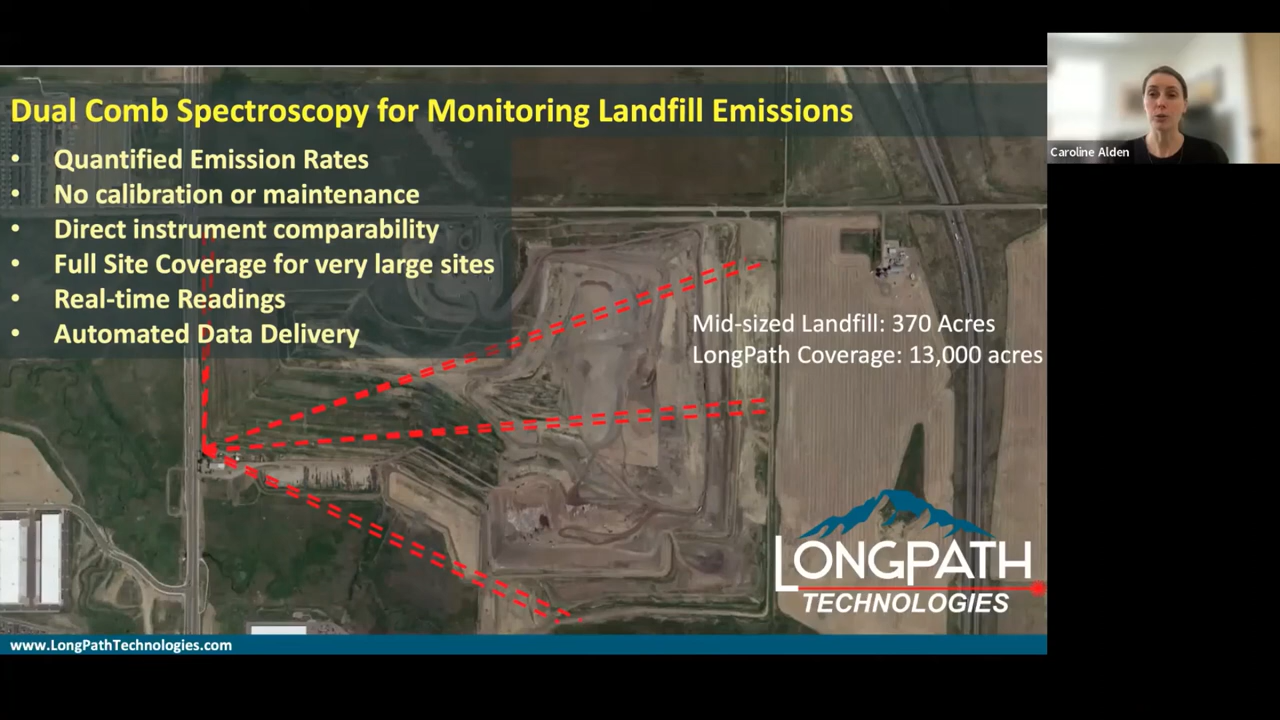 Dual Comb Spectroscopy for Monitoring Landfill Emissions
• Quantified Emission Rates
• No calibration or maintenance
• Direct instrument comparability
• Full Site Coverage for very large sites
• Real-time Readings
• Automated Data Delivery
Mid-sized Landfill: 370 Acres
LongPath Coverage: 13,000 acres
LONGPATH
TECHNOLOGIES
www.LongPathTechnologies.com
Caroline Alden